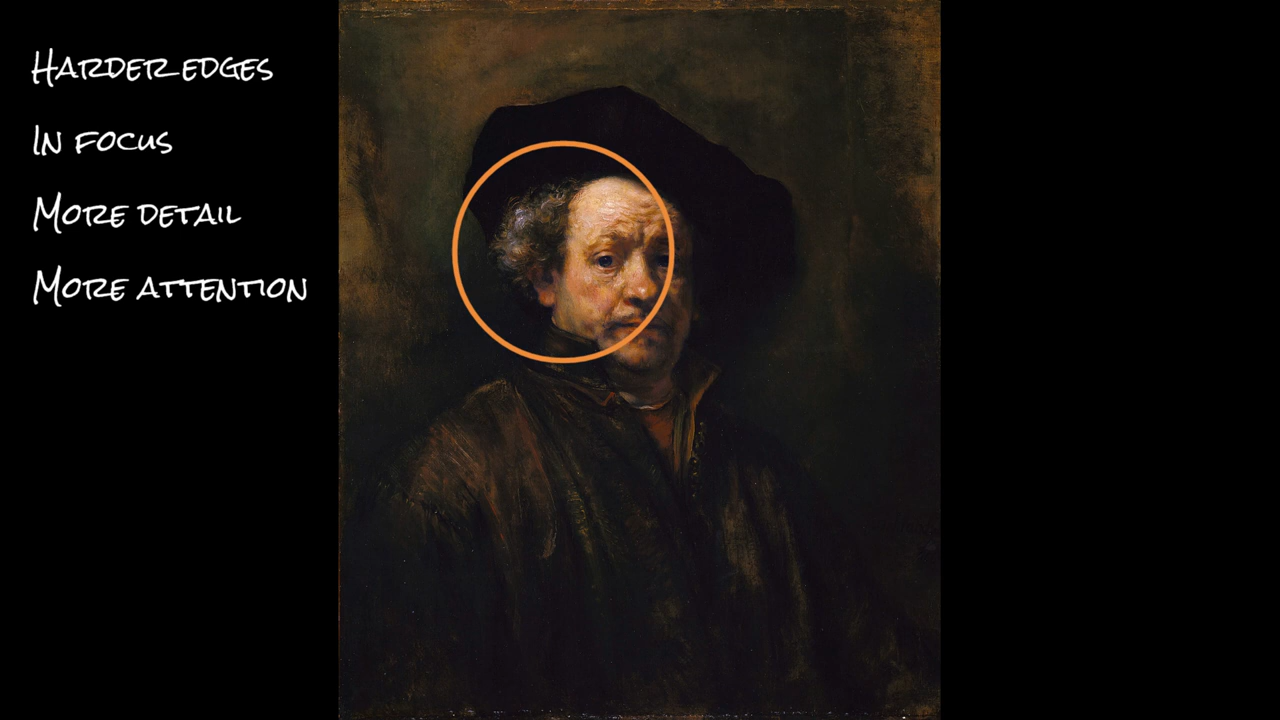 Harder edges
In focus
More detail
More attention